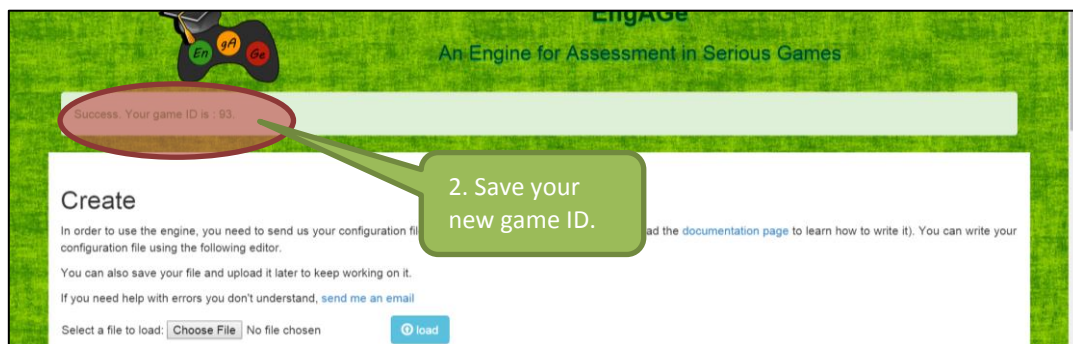 EngAGe
En gA Ge
An Engine for Assessment in Serious Games
Success. Your game ID is : 93.
2. Save your
new game ID.
Create
In order to use the engine, you need to send us your configuration fil ad the documentation page to learn how to write it). You can write your
configuration file using the following editor.
You can also save your file and upload it later to keep working on it.
If you need help with errors you don't understand, send me an email
Select a file to load: Choose File No file chosen load